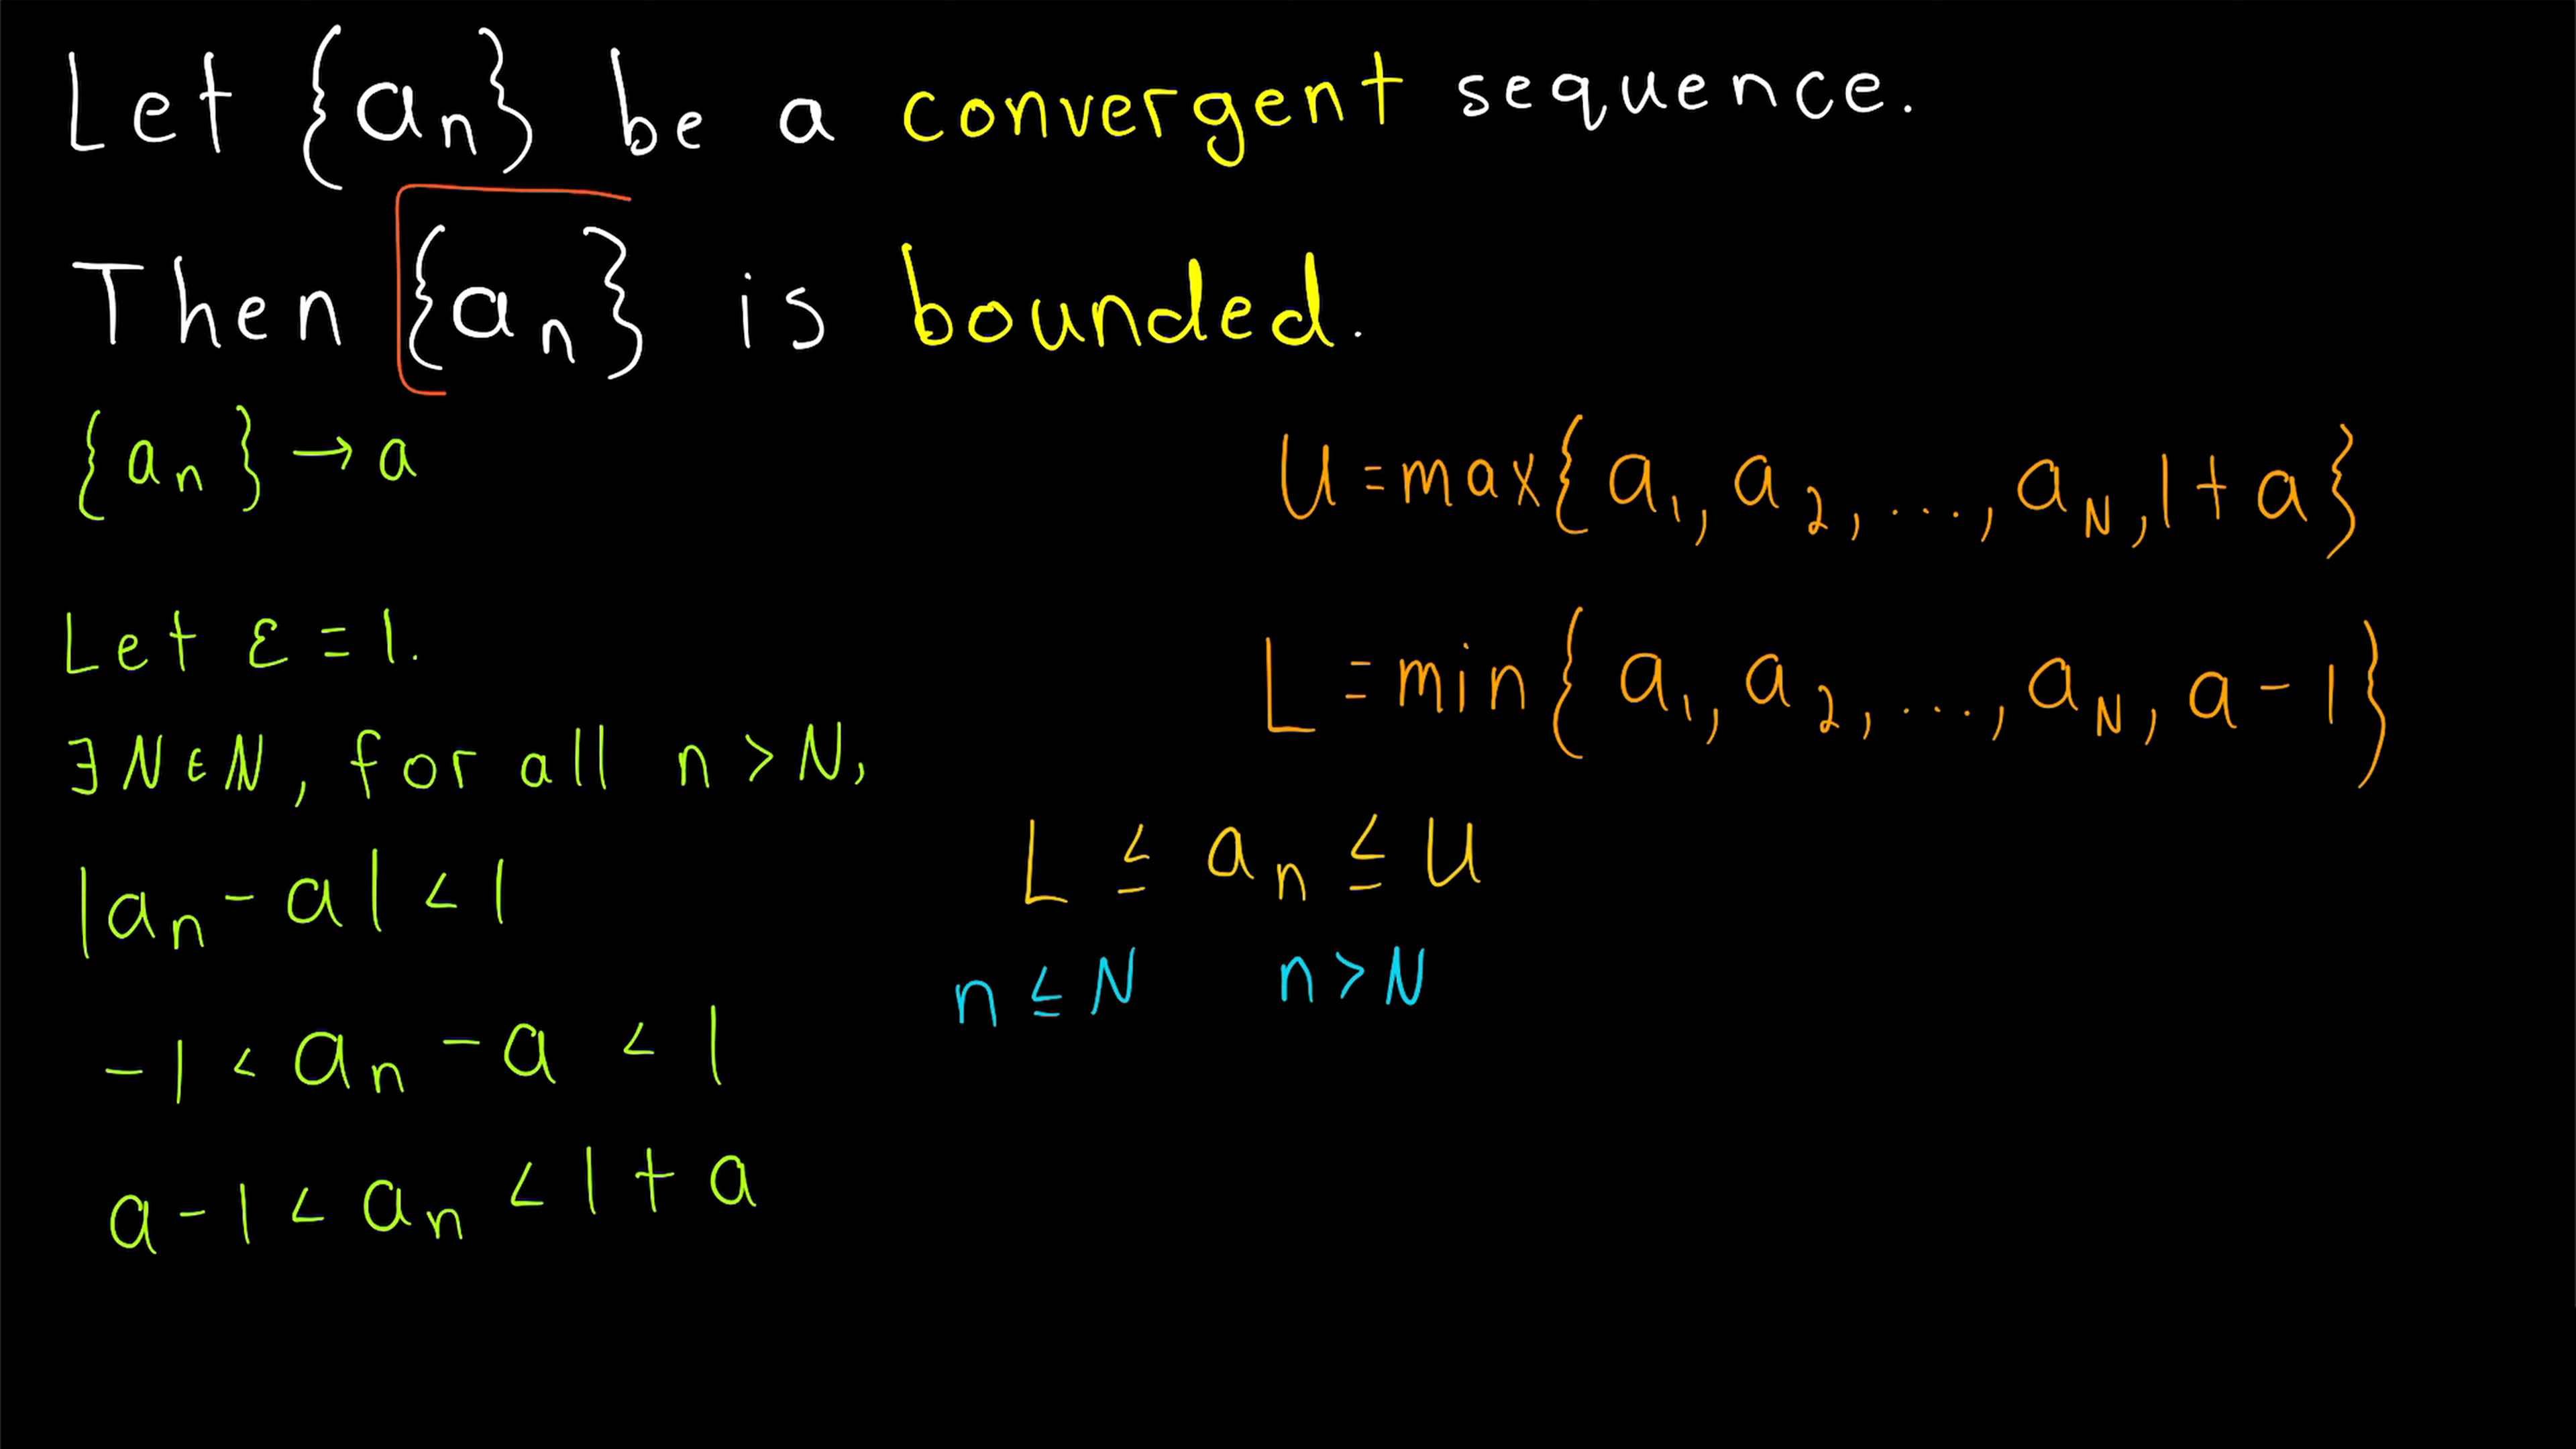 Let {aₙ} be a convergent sequence.
Then {aₙ} is bounded.
{aₙ} → a
Let ε = 1.
∃ N ∈ N, for all n > N,
|aₙ - a| < 1
-1 < aₙ - a < 1
a - 1 < aₙ < 1 + a
U = max{ a₁, a₂, ..., a_N, 1 + a}
L = min{ a₁, a₂, ..., a_N, a - 1}
L ≤ aₙ ≤ U
n ≤ N n > N